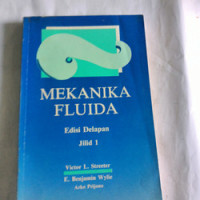 MEKANIKA
FLUIDA
Edisi Delapan
Jilid 1
Victor L. Streeter
E. Benjamin Wylie
Arko Prijono